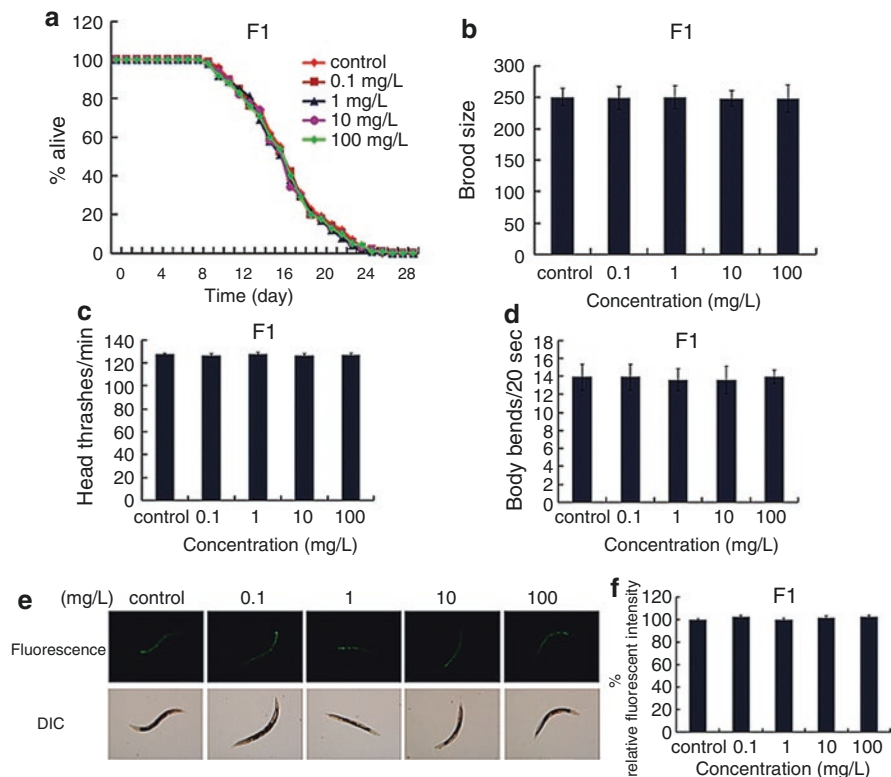 a
F1
120
100
80
60
40
20
0
% alive
control
0.1 mg/L
1 mg/L
10 mg/L
100 mg/L
0 4 8 12 16 20 24 28
Time (day)
b
F1
300
250
200
150
100
50
0
Brood size
control 0.1 1 10 100
Concentration (mg/L)
c
F1
140
120
100
80
60
40
20
0
Head thrashes/min
control 0.1 1 10 100
Concentration (mg/L)
d
F1
18
16
14
12
10
8
6
4
2
0
Body bends/20 sec
control 0.1 1 10 100
Concentration (mg/L)
e
(mg/L) control 0.1 1 10 100
Fluorescence
DIC
f
F1
120
100
80
60
40
20
0
%
relative fluorescent intensity
control 0.1 1 10 100
Concentration (mg/L)